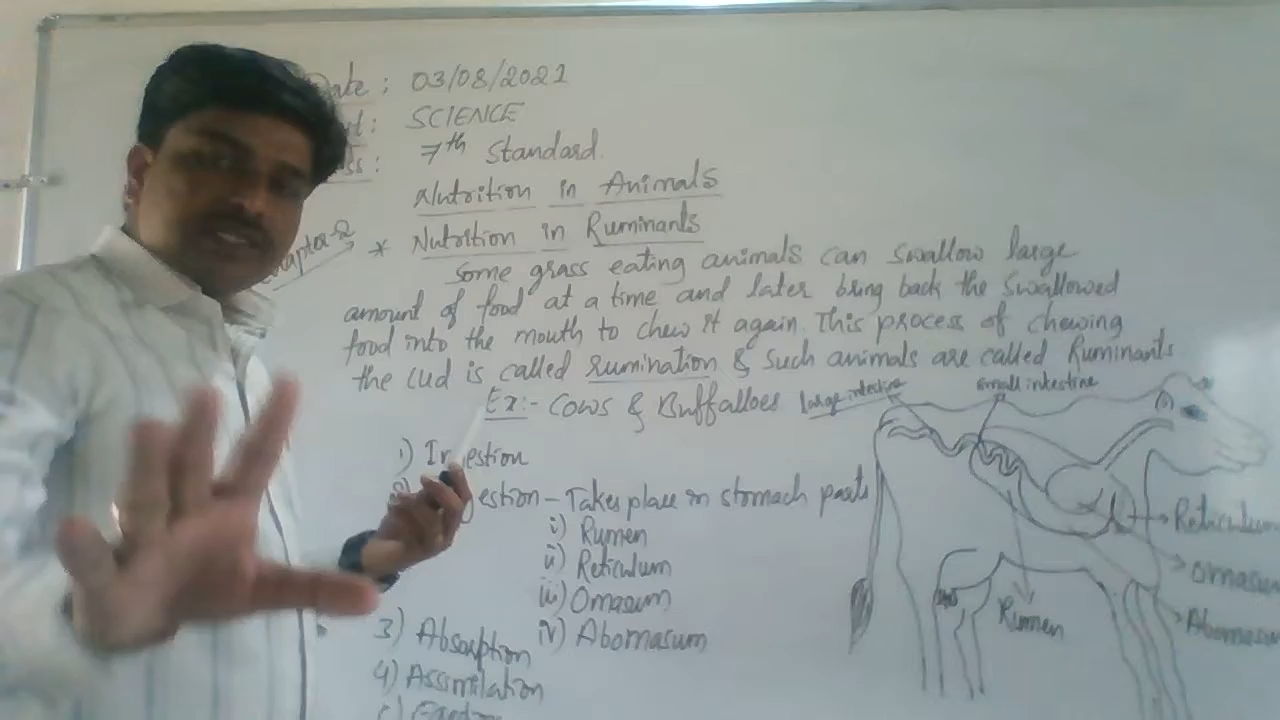 Date : 03/08/2021
SCIENCE
7th Standard.
Nutrition in Animals
* Nutrition in Ruminants
Some grass eating animals can swallow large
amount of food at a time and later bring back the swallowed
food into the mouth to chew it again. This process of chewing
the cud is called rumination & such animals are called Ruminants
Ex:- Cows & Buffalloes
large intestine
small intestine
i) Ingestion
estion - Takes place in stomach parts
i) Rumen
ii) Reticulum
iii) Omasum
iv) Abomasum
3) Absorption
4) Assimilation
Reticulum
Omasum
Abomasum
Rumen